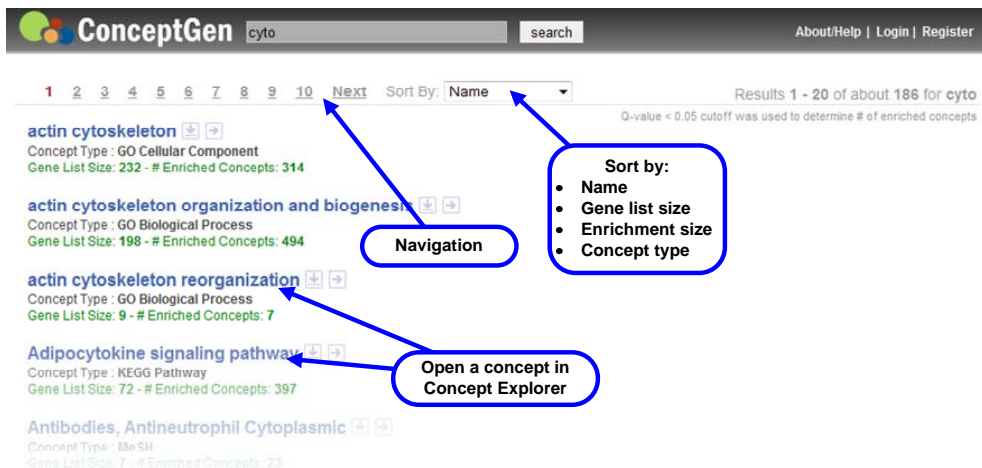 ConceptGen cyto search About/Help | Login | Register
1 2 3 4 5 6 7 8 9 10 Next Sort By: Name
Results 1 - 20 of about 186 for cyto
Q-value < 0.05 cutoff was used to determine # of enriched concepts
actin cytoskeleton
Concept Type : GO Cellular Component
Gene List Size: 232 - # Enriched Concepts: 314
Sort by:
• Name
• Gene list size
• Enrichment size
• Concept type
actin cytoskeleton organization and biogenesis
Concept Type : GO Biological Process
Gene List Size: 198 - # Enriched Concepts: 494
Navigation
actin cytoskeleton reorganization
Concept Type : GO Biological Process
Gene List Size: 9 - # Enriched Concepts: 7
Adipocytokine signaling pathway
Concept Type : KEGG Pathway
Gene List Size: 72 - # Enriched Concepts: 397
Open a concept in
Concept Explorer
Antibodies, Antineutrophil Cytoplasmic
Concept Type : MeSH
Gene List Size: 7 - # Enriched Concepts: 23